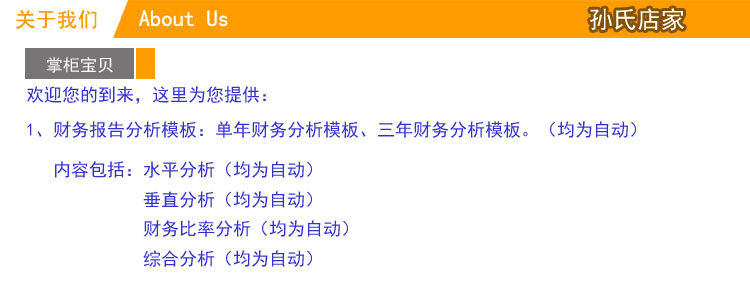 关于我们 About Us 孙氏店家
掌柜宝贝
欢迎您的到来，这里为您提供：
1、财务报告分析模板：单年财务分析模板、三年财务分析模板。（均为自动）
内容包括：水平分析（均为自动）
垂直分析（均为自动）
财务比率分析（均为自动）
综合分析（均为自动）